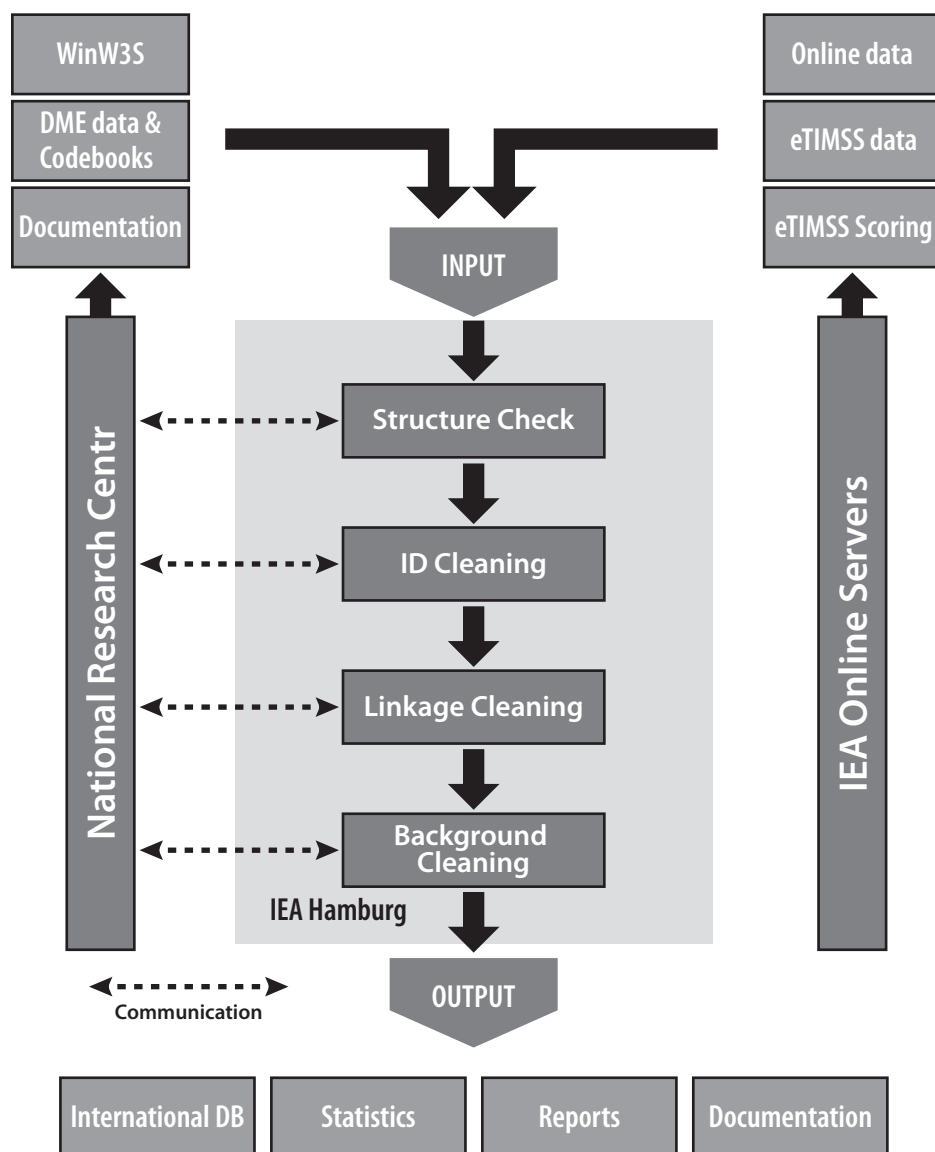 WinW3S
DME data &
Codebooks
Documentation
Online data
eTIMSS data
eTIMSS Scoring
INPUT
National Research Centr
IEA Online Servers
Structure Check
ID Cleaning
Linkage Cleaning
Background
Cleaning
IEA Hamburg
Communication
OUTPUT
International DB
Statistics
Reports
Documentation